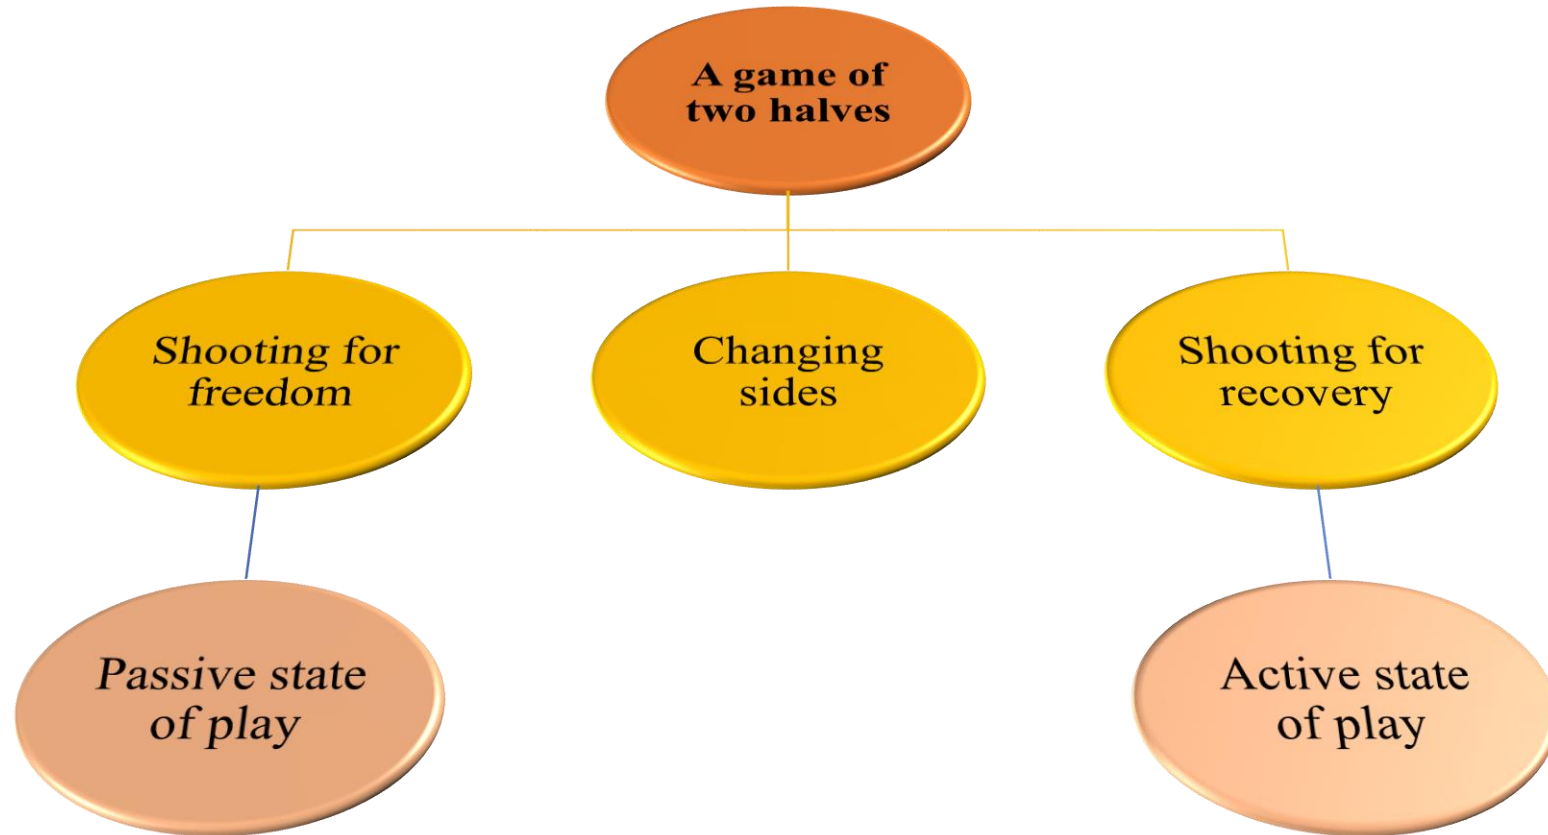 A game of
two halves
Shooting for
freedom
Changing
sides
Shooting for
recovery
Passive state
of play
Active state
of play